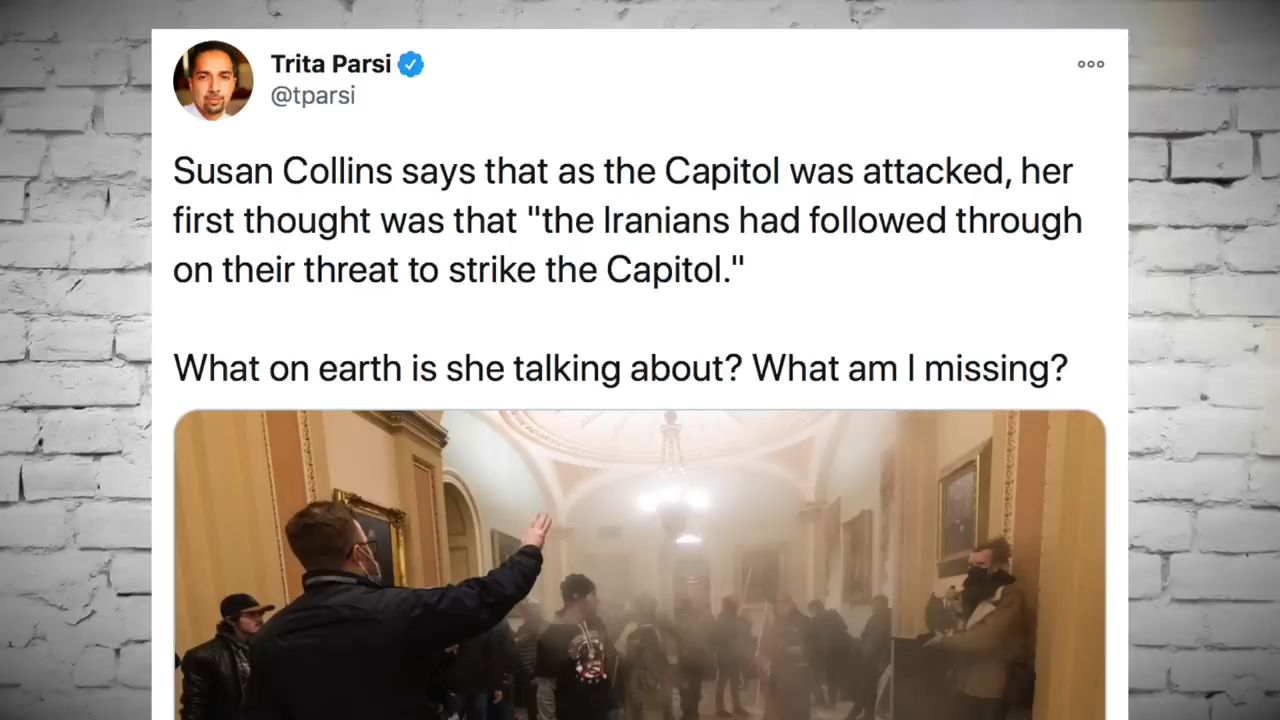 Trita Parsi
@tparsi
Susan Collins says that as the Capitol was attacked, her
first thought was that "the Iranians had followed through
on their threat to strike the Capitol."
What on earth is she talking about? What am I missing?